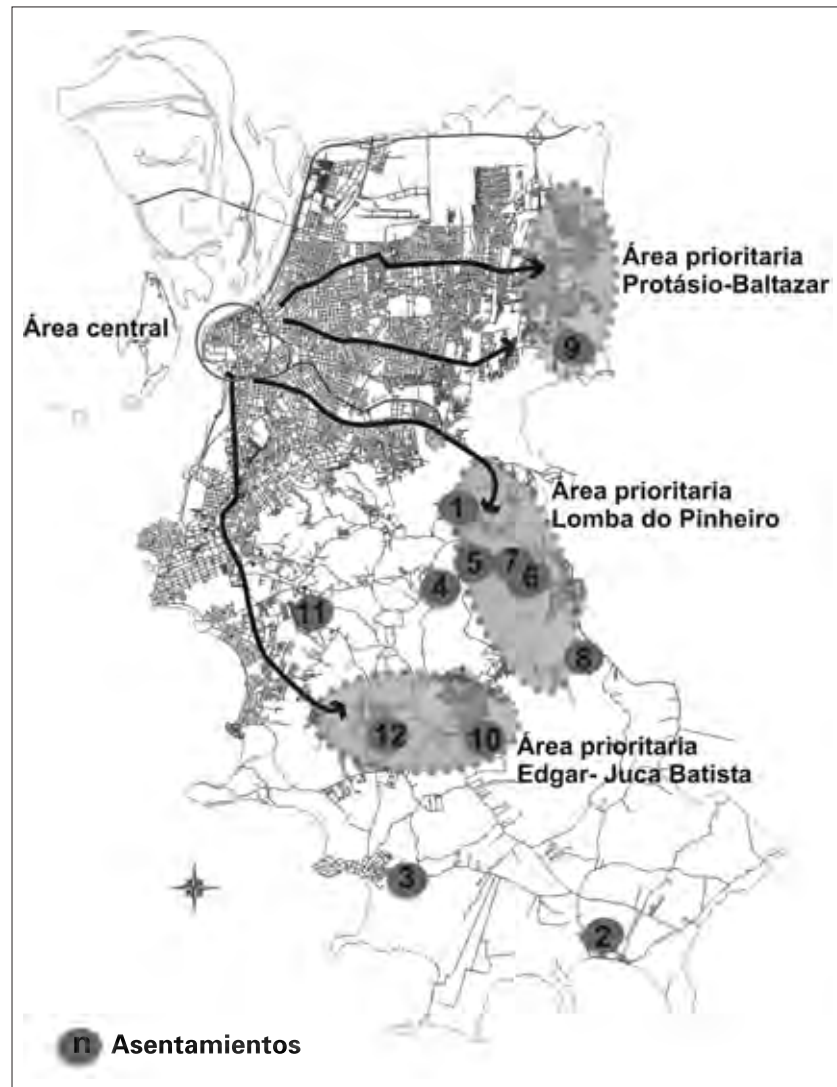 Área prioritaria
Protásio-Baltazar
Área central
9
Área prioritaria
Lomba do Pinheiro
1
5
7
6
4
11
8
12
10
Área prioritaria
Edgar- Juca Batista
3
2
n Asentamientos